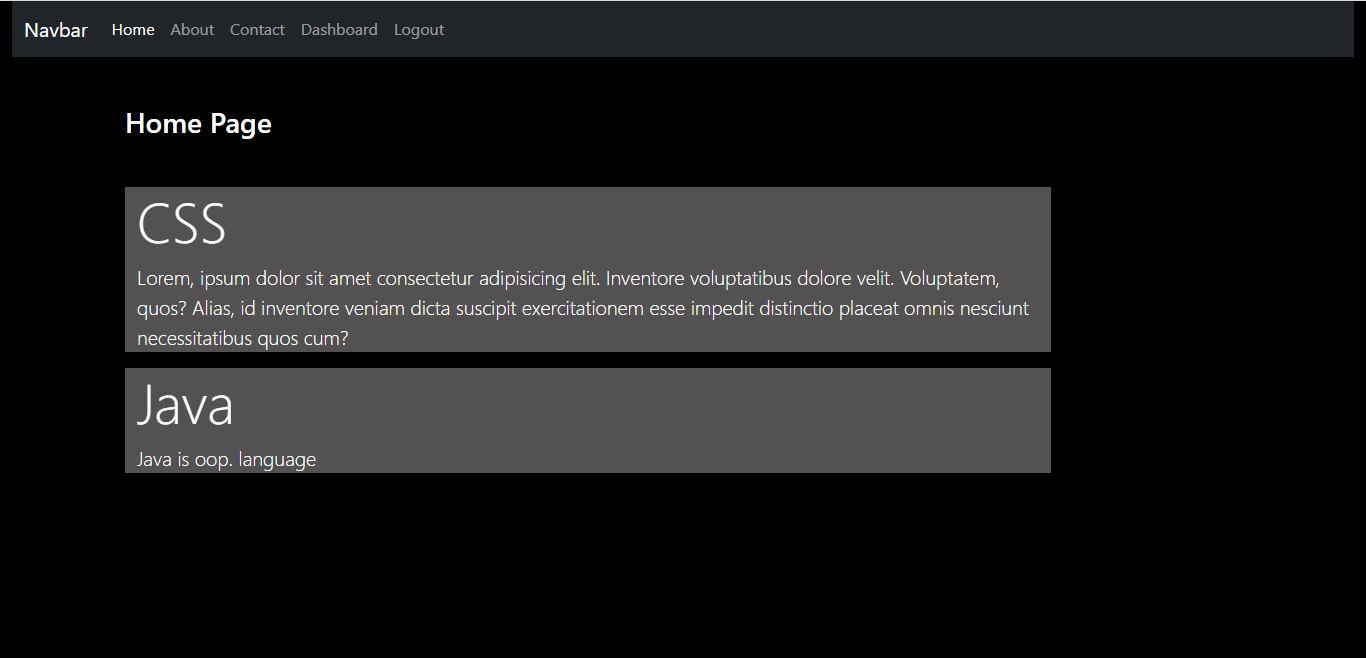 Navbar Home About Contact Dashboard Logout
Home Page
CSS
Lorem, ipsum dolor sit amet consectetur adipisicing elit. Inventore voluptatibus dolore velit. Voluptatem,
quos? Alias, id inventore veniam dicta suscipit exercitationem esse impedit distinctio placeat omnis nesciunt
necessitatibus quos cum?
Java
Java is oop. language